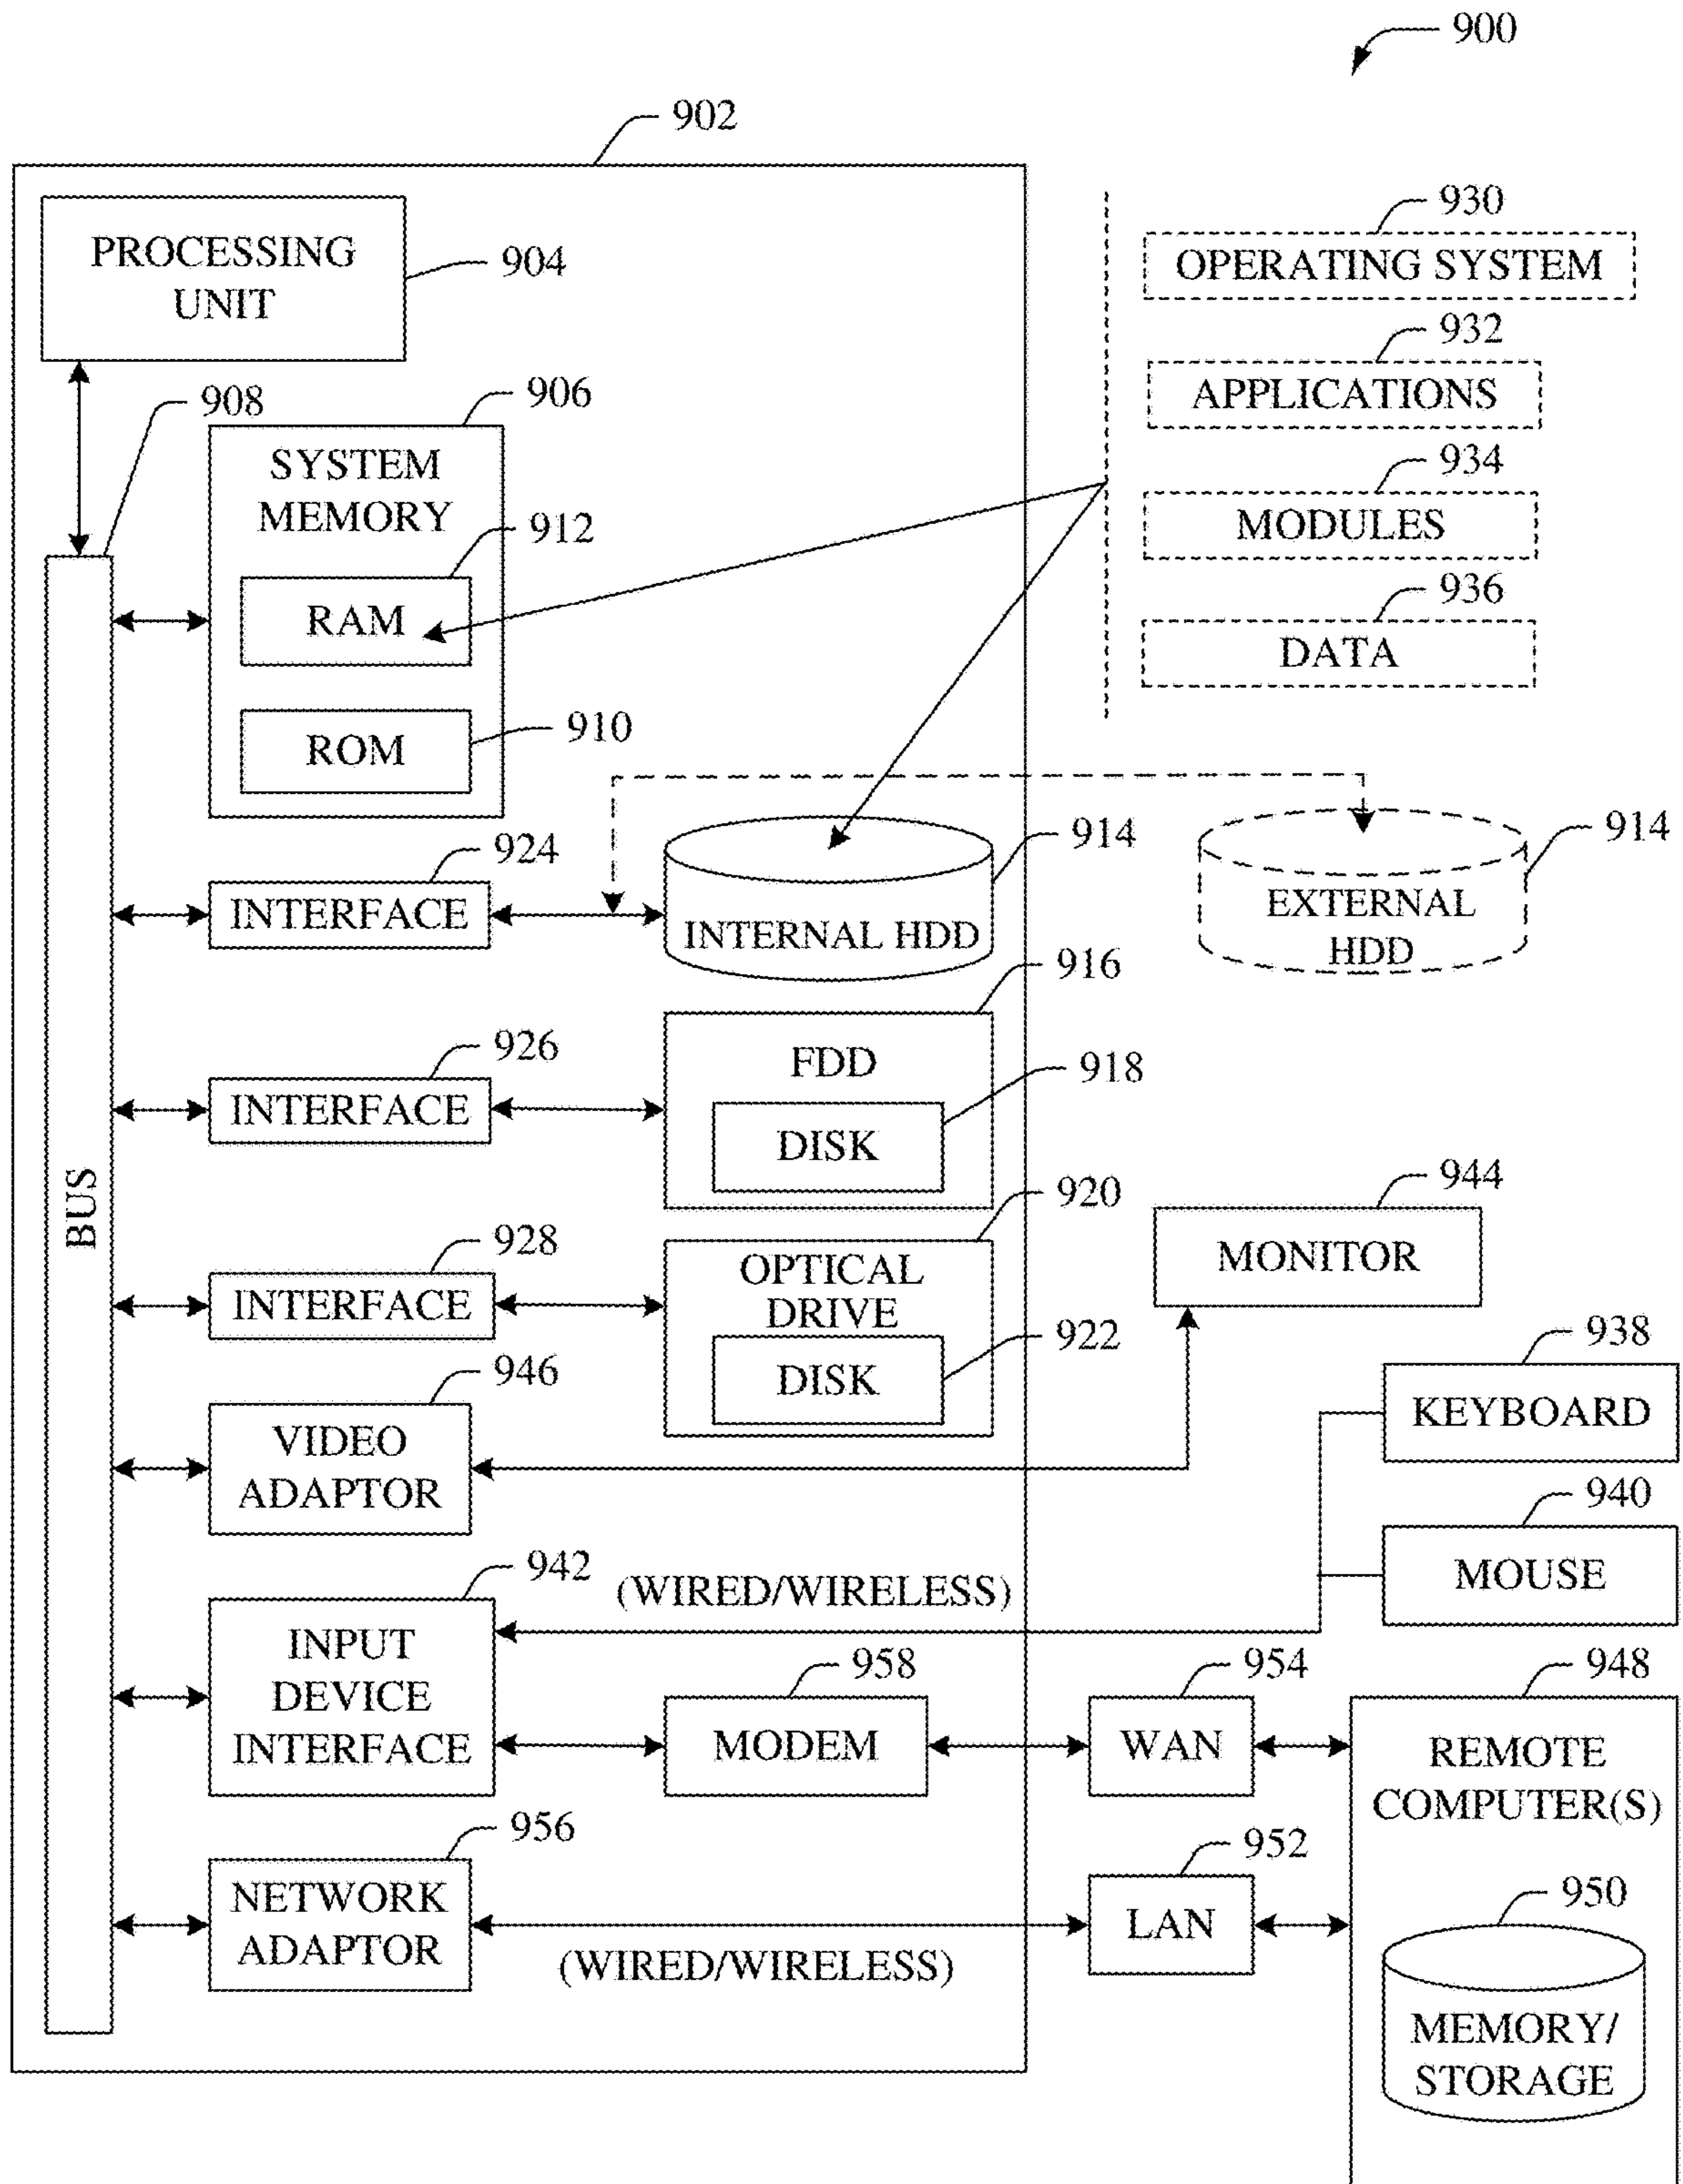 900
902
PROCESSING
UNIT
904
930
OPERATING SYSTEM
932
APPLICATIONS
934
MODULES
936
DATA
908
906
SYSTEM
MEMORY
912
RAM
910
ROM
BUS
924
INTERFACE
914
INTERNAL HDD
914
EXTERNAL
HDD
926
INTERFACE
916
FDD
918
DISK
928
INTERFACE
920
OPTICAL
DRIVE
922
DISK
944
MONITOR
946
VIDEO
ADAPTOR
938
KEYBOARD
940
MOUSE
942
INPUT
DEVICE
INTERFACE
(WIRED/WIRELESS)
958
MODEM
954
WAN
948
REMOTE
COMPUTER(S)
956
NETWORK
ADAPTOR
(WIRED/WIRELESS)
952
LAN
950
MEMORY/
STORAGE